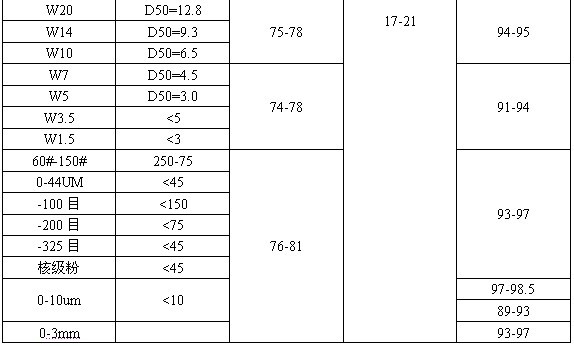 W20 D50=12.8
17-21
W14 D50=9.3 75-78 94-95
W10 D50=6.5
W7 D50=4.5
W5 D50=3.0
74-78 91-94
W3.5 <5
W1.5 <3
60#-150# 250-75
0-44UM <45
-100 目 <150
93-97
-200 目 <75
-325 目 <45
76-81
核级粉 <45
97-98.5
0-10um <10
89-93
0-3mm 93-97